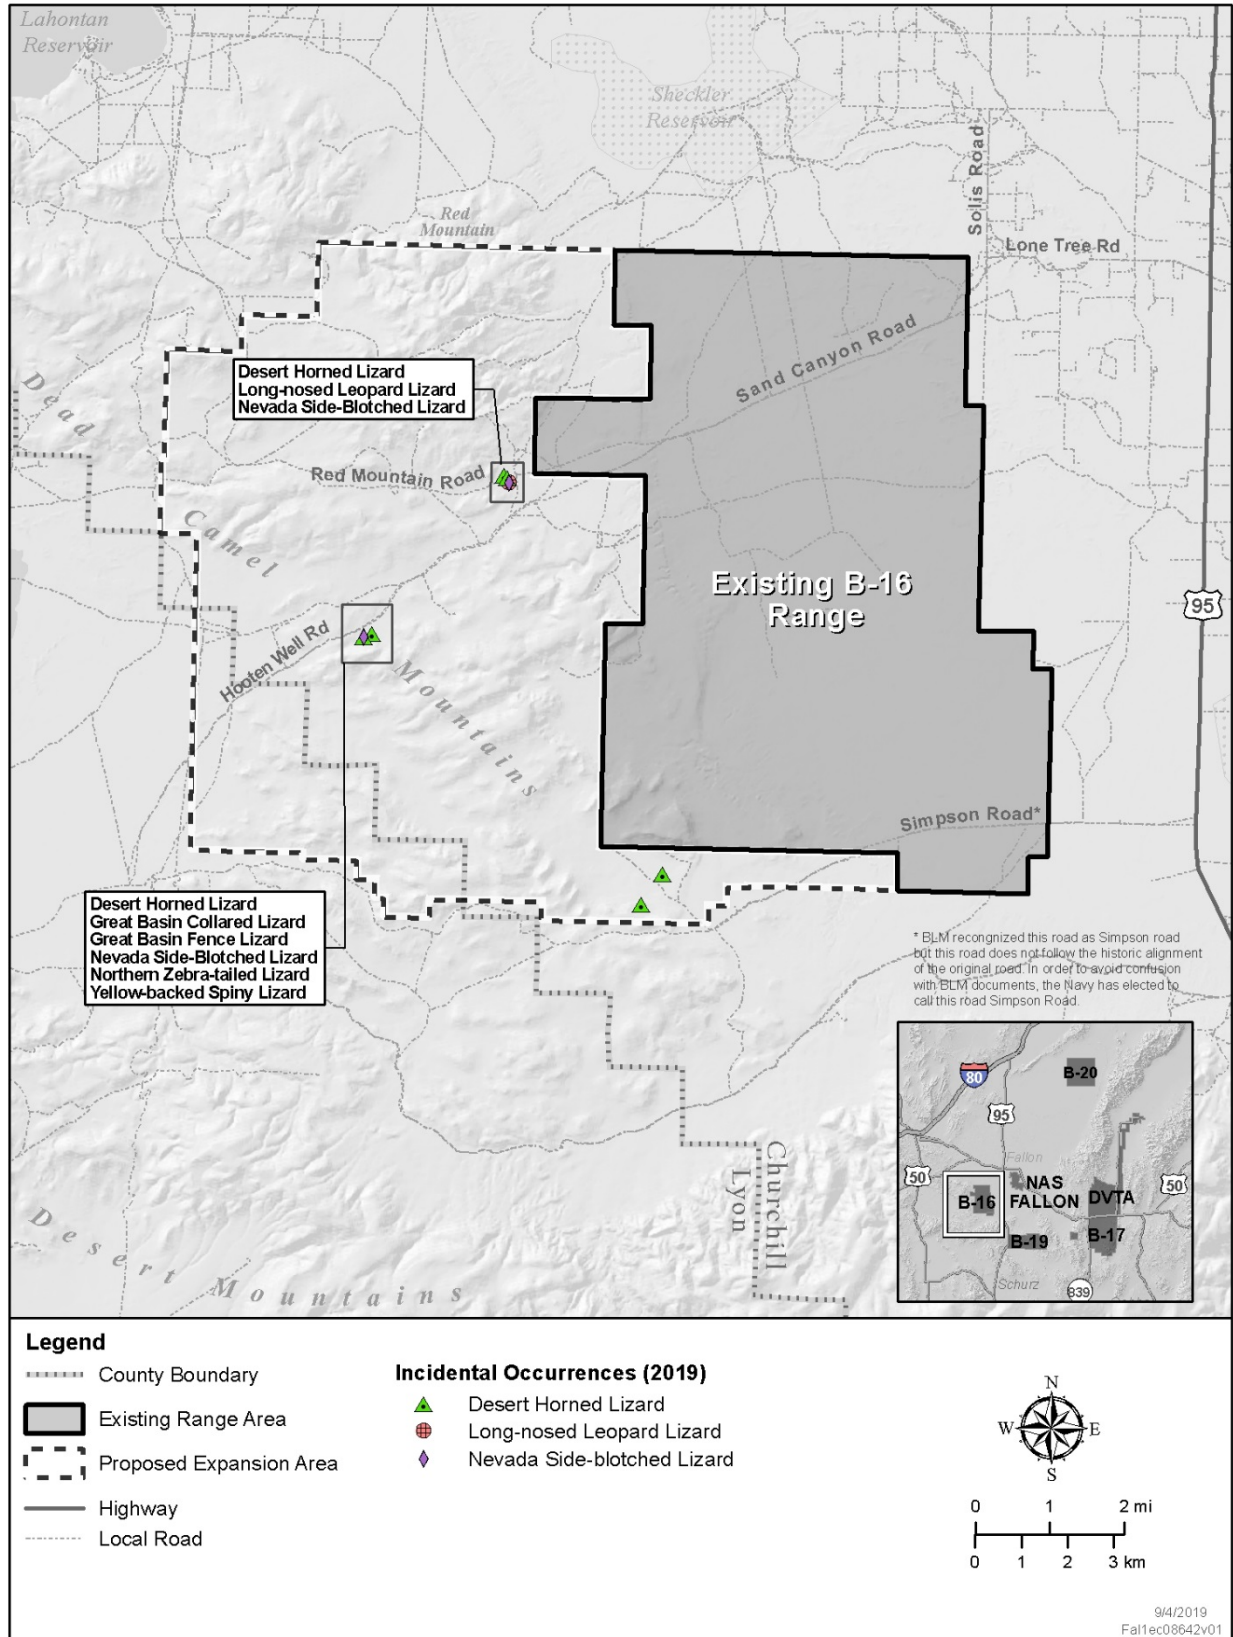 Lahontan
Reservoir
Sheckler
Reservoir
Solis Road
Red
Mountain
Lone Tree Rd
Sand Canyon Road
Desert Horned Lizard
Long-nosed Leopard Lizard
Nevada Side-Blotched Lizard
Red Mountain Road
Dead
Camel
Mountains
Existing B-16
Range
95
Hooten Well Rd
Simpson Road*
Desert Horned Lizard
Great Basin Collared Lizard
Great Basin Fence Lizard
Nevada Side-Blotched Lizard
Northern Zebra-tailed Lizard
Yellow-backed Spiny Lizard
* BLM recongnized this road as Simpson road
but this road does not follow the historic alignment
of the original road. In order to avoid confusion
with BLM documents, the Navy has elected to
call this road Simpson Road.
Churchill
Lyon
Desert Mountains
80
B-20
95
Fallon
50
NAS
FALLON
DVTA
50
B-16
B-19
B-17
Schurz
839
Legend
County Boundary
Existing Range Area
Proposed Expansion Area
Highway
Local Road
Incidental Occurrences (2019)
Desert Horned Lizard
Long-nosed Leopard Lizard
Nevada Side-blotched Lizard
N
W E
S
0 1 2 mi
0 1 2 3 km
9/4/2019
Fal1ec08642v01